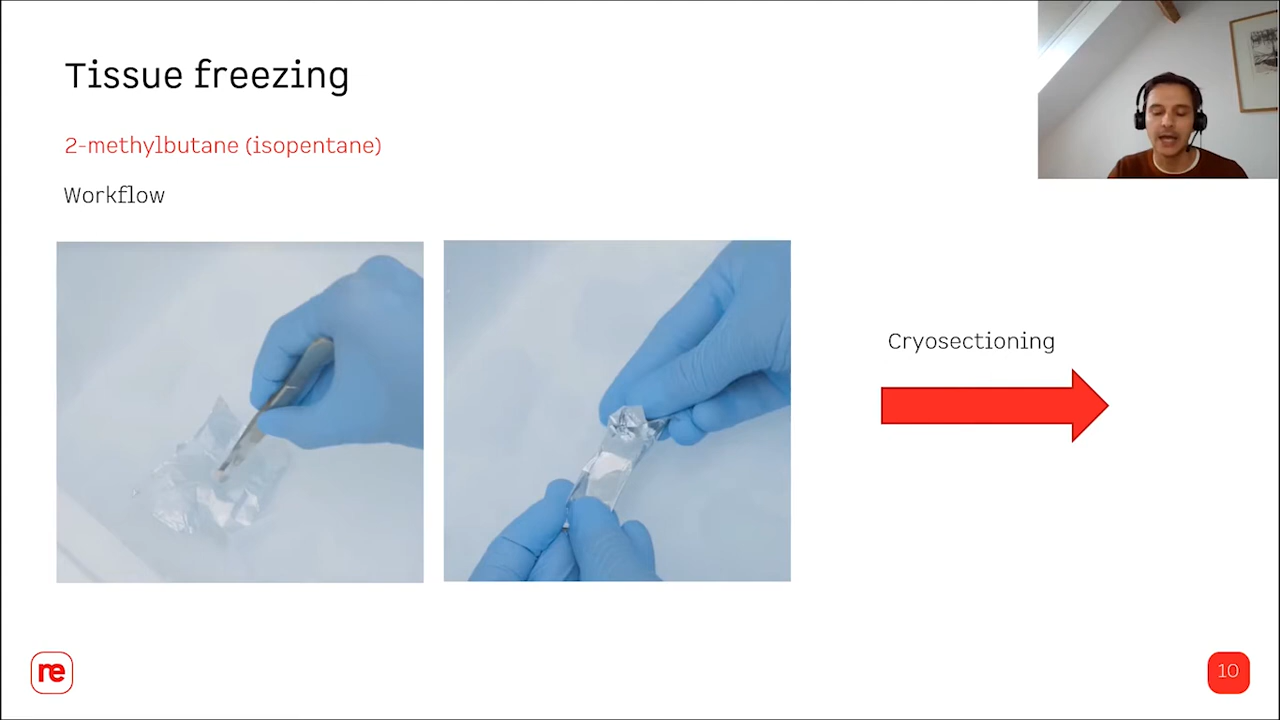 Tissue freezing
2-methylbutane (isopentane)
Workflow
Cryosectioning
re
10